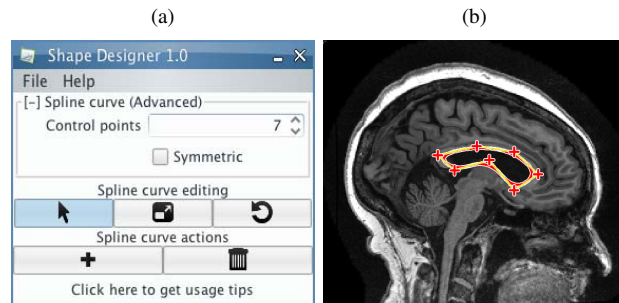 (a)
(b)
Shape Designer 1.0
File Help
[-] Spline curve (Advanced)
Control points 7
Symmetric
Spline curve editing
Spline curve actions
Click here to get usage tips